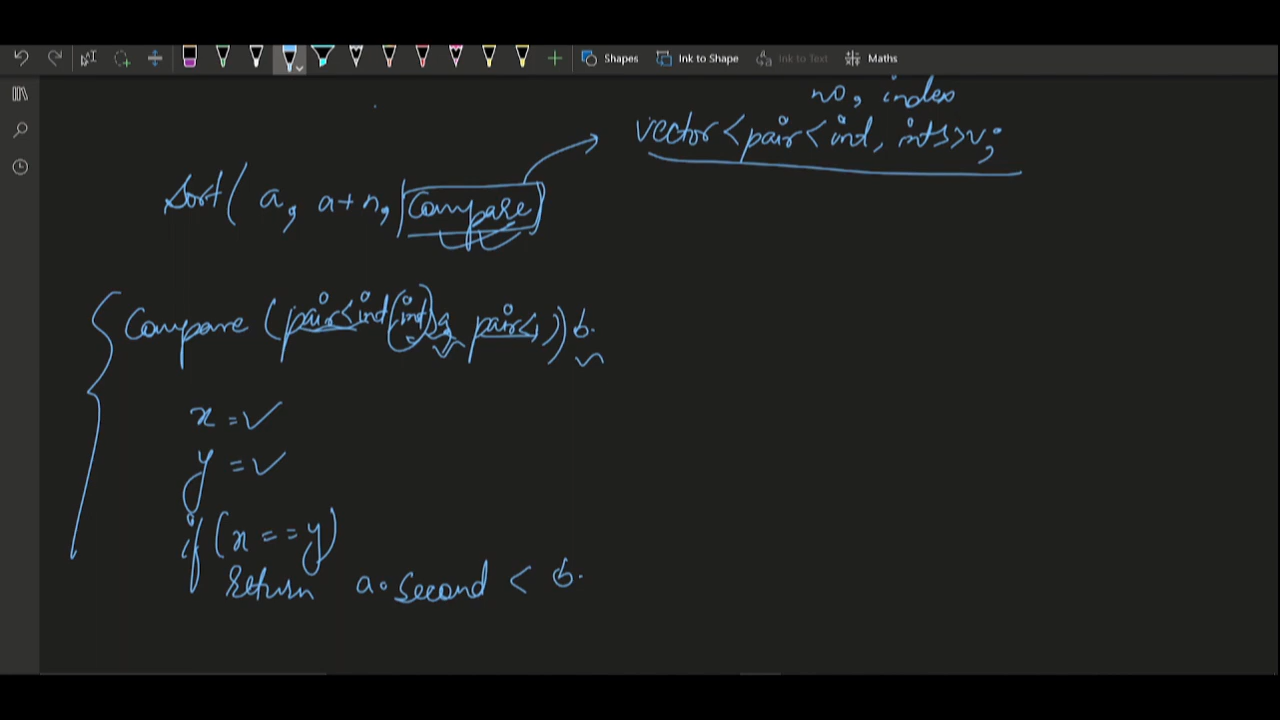 Shapes Ink to Shape Ink to Text Maths
no, index
vector<pair<int, int>>v;
Sort( a, a+n, Compare)
Compare (pair<int, int> a, pair< , )) b.
x = ✓
y = ✓
if (x == y)
return a.second < b.